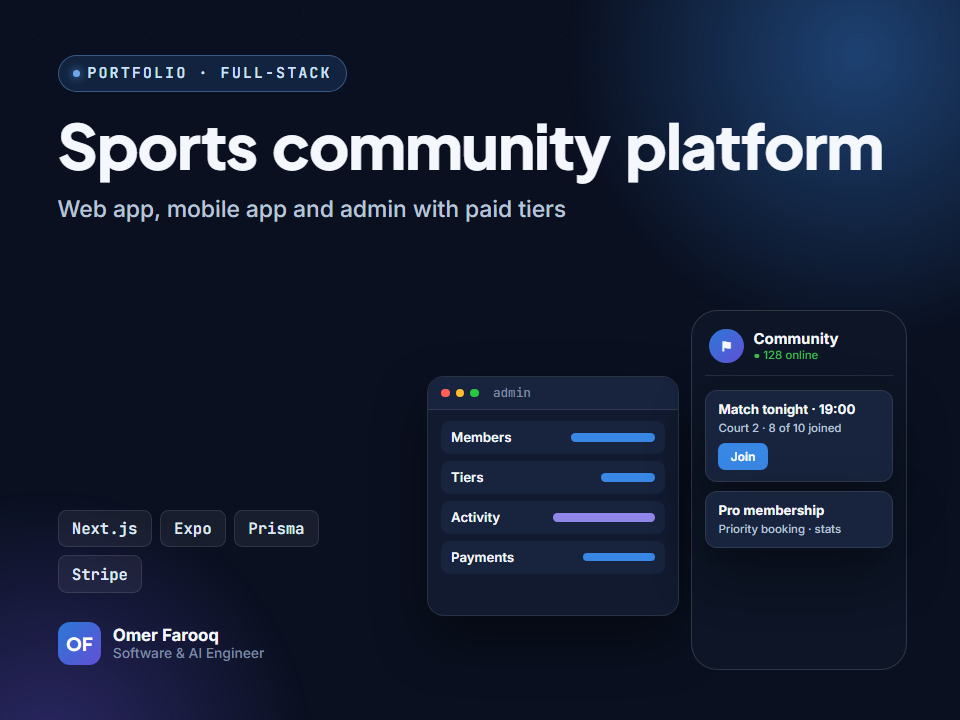 PORTFOLIO · FULL-STACK
Sports community platform
Web app, mobile app and admin with paid tiers
admin
Members
Tiers
Activity
Payments
Community
● 128 online
Match tonight · 19:00
Court 2 · 8 of 10 joined
Join
Pro membership
Priority booking · stats
Next.js Expo Prisma
Stripe
OF
Omer Farooq
Software & AI Engineer